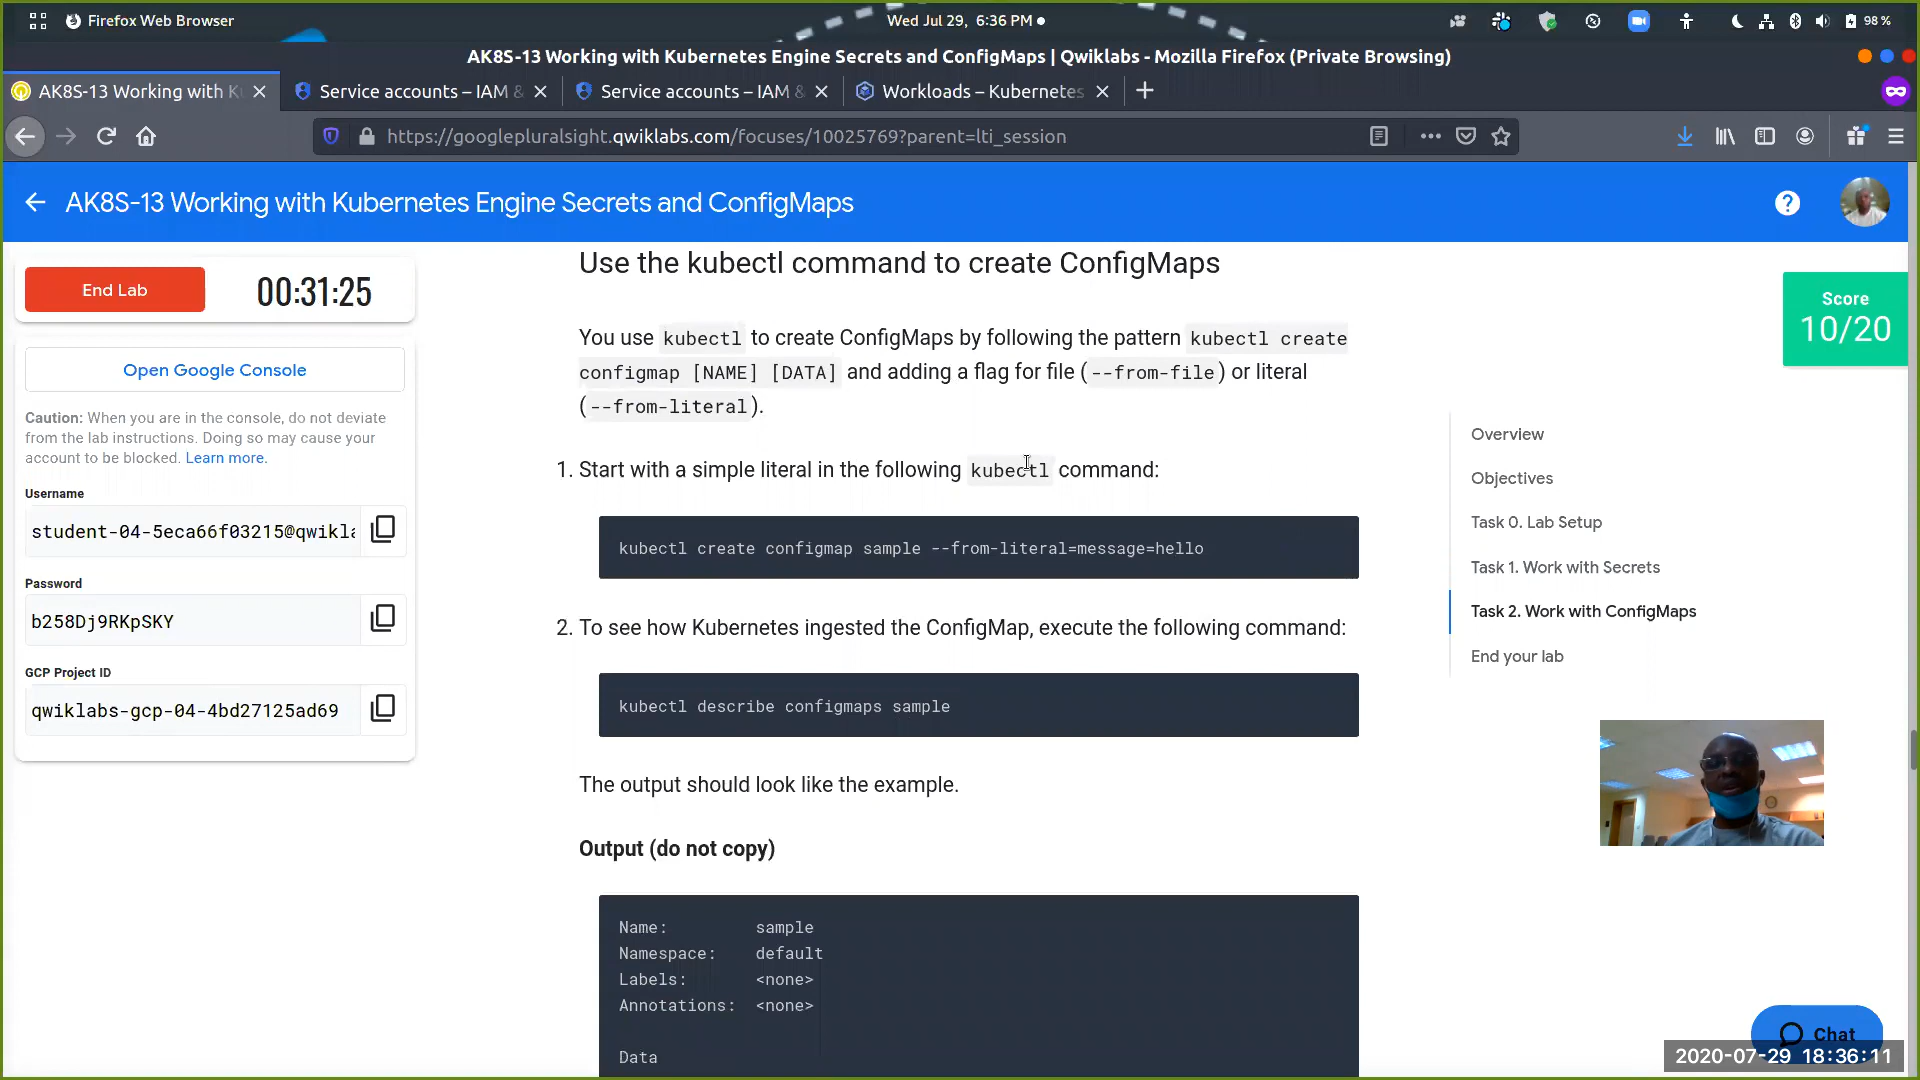 Firefox Web Browser
Wed Jul 29, 6:36 PM
98 %
AK8S-13 Working with Kubernetes Engine Secrets and ConfigMaps | Qwiklabs - Mozilla Firefox (Private Browsing)
AK8S-13 Working with Ku
Service accounts – IAM &
Service accounts – IAM &
Workloads – Kubernetes
https://googlepluralsight.qwiklabs.com/focuses/10025769?parent=lti_session
AK8S-13 Working with Kubernetes Engine Secrets and ConfigMaps
End Lab
00:31:25
Open Google Console
Caution: When you are in the console, do not deviate
from the lab instructions. Doing so may cause your
account to be blocked. Learn more.
Username
student-04-5eca66f03215@qwikla
Password
b258Dj9RKpSKY
GCP Project ID
qwiklabs-gcp-04-4bd27125ad69
Use the kubectl command to create ConfigMaps
You use kubectl to create ConfigMaps by following the pattern kubectl create
configmap [NAME] [DATA] and adding a flag for file (--from-file) or literal
(--from-literal).
1. Start with a simple literal in the following kubectl command:
kubectl create configmap sample --from-literal=message=hello
2. To see how Kubernetes ingested the ConfigMap, execute the following command:
kubectl describe configmaps sample
The output should look like the example.
Output (do not copy)
Name: sample
Namespace: default
Labels: <none>
Annotations: <none>
Data
Score
10/20
Overview
Objectives
Task 0. Lab Setup
Task 1. Work with Secrets
Task 2. Work with ConfigMaps
End your lab
Chat
2020-07-29 18:36:11